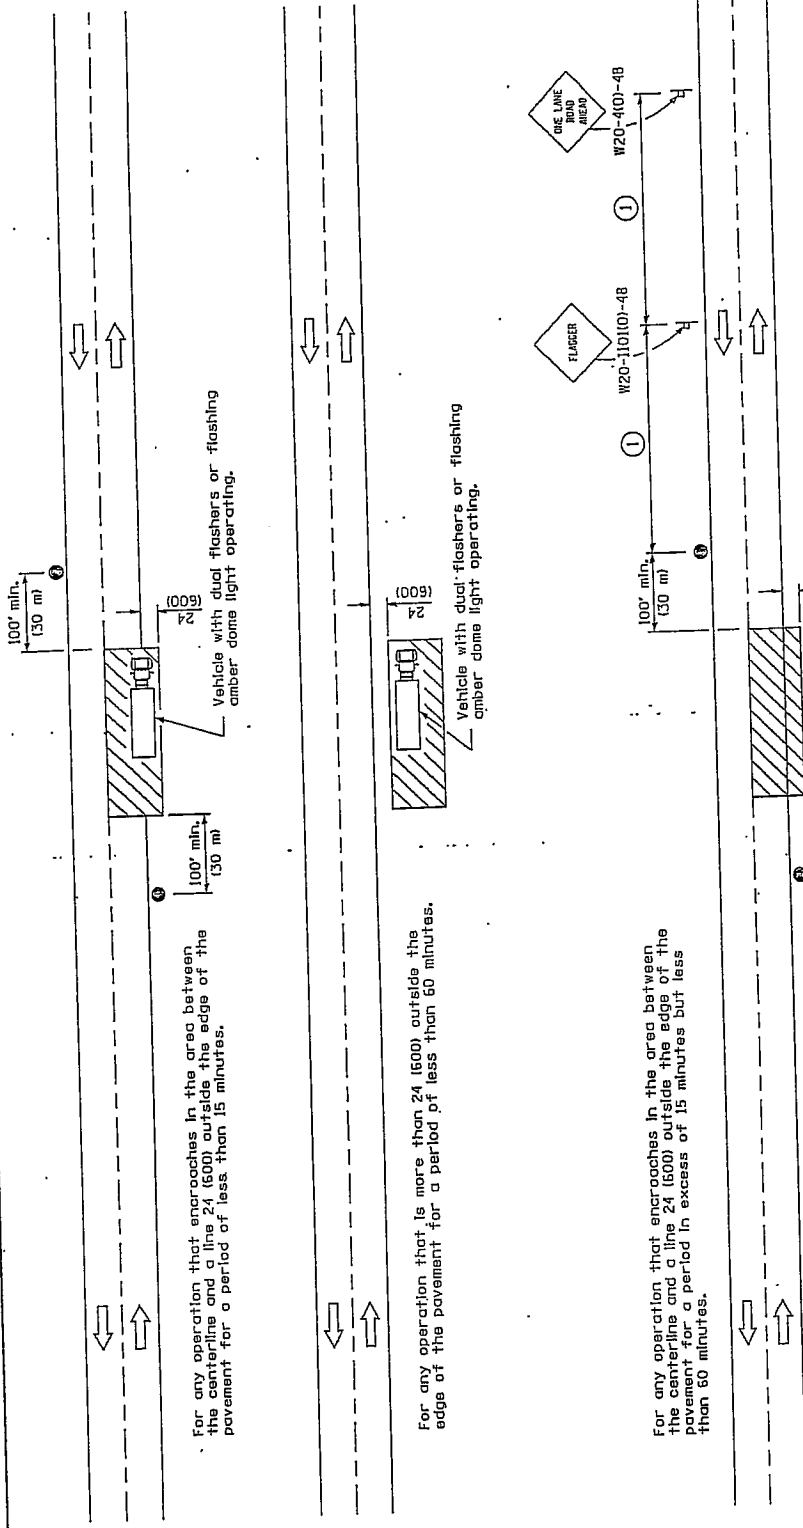 100' min.
(30 m)
24
(600)
Vehicle with dual flashers or flashing
amber dome light operating.
100' min.
(30 m)
For any operation that encroaches in the area between
the centerline and a line 24 (600) outside the edge of the
pavement for a period of less than 15 minutes.
24
(600)
Vehicle with dual flashers or flashing
amber dome light operating.
For any operation that is more than 24 (600) outside the
edge of the pavement for a period of less than 60 minutes.
ONE LANE
ROAD
AHEAD
W20-4(O)-48
1
FLAGGER
W20-I101(O)-48
1
100' min.
(30 m)
For any operation that encroaches in the area between
the centerline and a line 24 (600) outside the edge of the
pavement for a period in excess of 15 minutes but less
than 60 minutes.